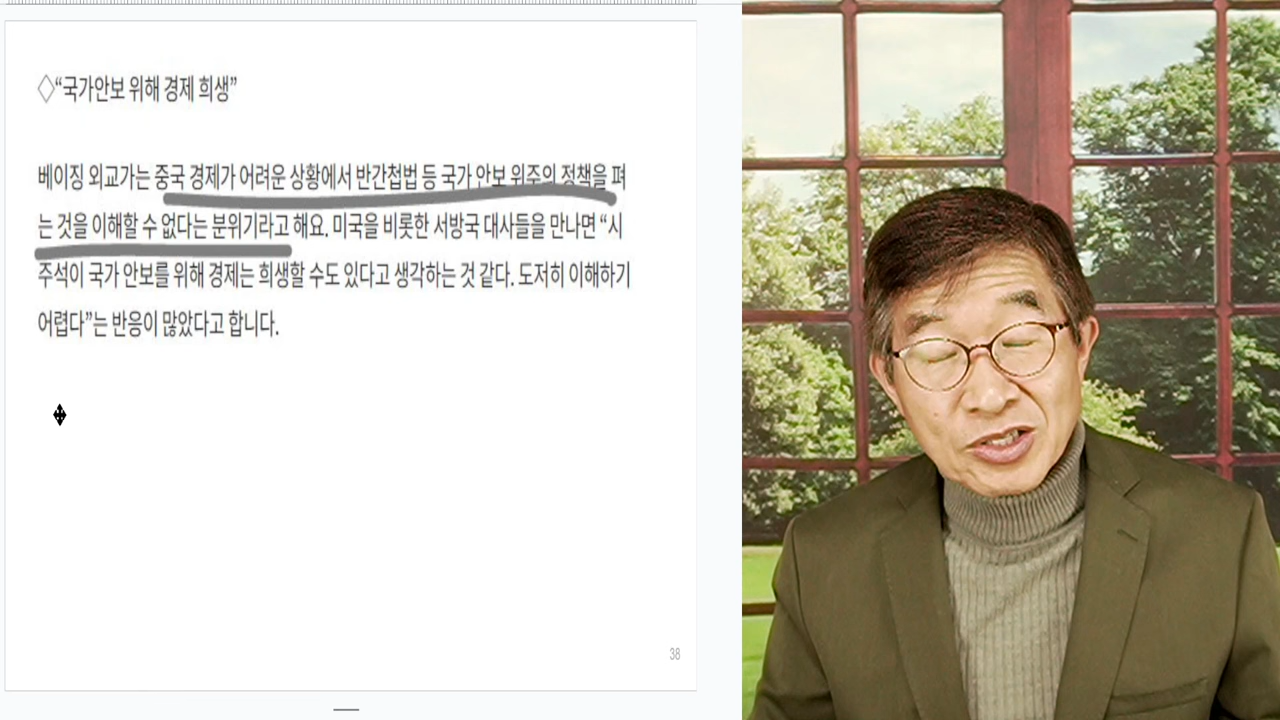 ◇“국가안보 위해 경제 희생”
베이징 외교가는 중국 경제가 어려운 상황에서 반간첩법 등 국가 안보 위주의 정책을 펴
는 것을 이해할 수 없다는 분위기라고 해요. 미국을 비롯한 서방국 대사들을 만나면 “시
주석이 국가 안보를 위해 경제는 희생할 수도 있다고 생각하는 것 같다. 도저히 이해하기
어렵다”는 반응이 많았다고 합니다.
38